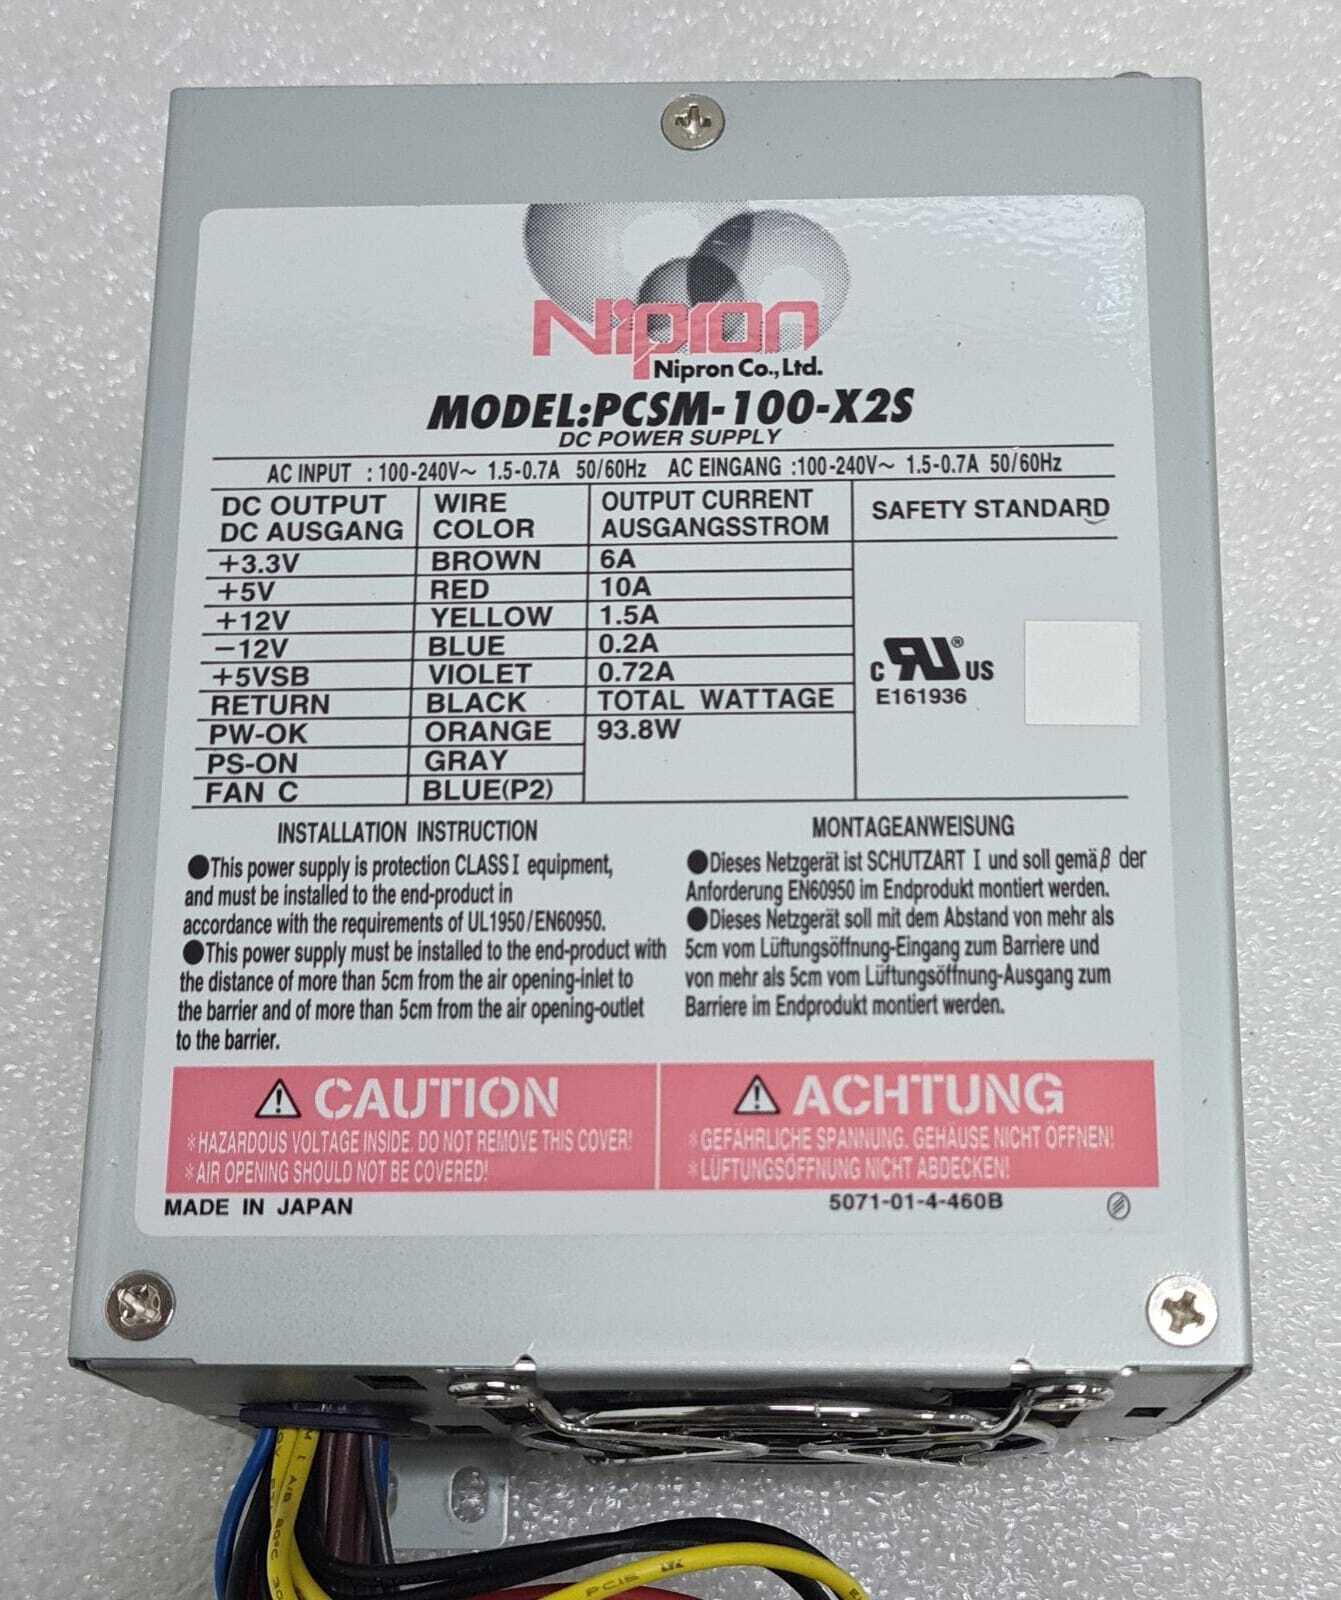 Nipron
Nipron Co., Ltd.
MODEL:PCSM-100-X2S
DC POWER SUPPLY
AC INPUT : 100-240V~ 1.5-0.7A 50/60Hz AC EINGANG :100-240V~ 1.5-0.7A 50/60Hz
DC OUTPUT WIRE OUTPUT CURRENT SAFETY STANDARD
DC AUSGANG COLOR AUSGANGSSTROM
+3.3V BROWN 6A
+5V RED 10A
+12V YELLOW 1.5A
−12V BLUE 0.2A
+5VSB VIOLET 0.72A
RETURN BLACK TOTAL WATTAGE
PW-OK ORANGE 93.8W
PS-ON GRAY
FAN C BLUE(P2)
c RU ® US
E161936
INSTALLATION INSTRUCTION
●This power supply is protection CLASS I equipment,
and must be installed to the end-product in
accordance with the requirements of UL1950/EN60950.
●This power supply must be installed to the end-product with
the distance of more than 5cm from the air opening-inlet to
the barrier and of more than 5cm from the air opening-outlet
to the barrier.
MONTAGEANWEISUNG
●Dieses Netzgerät ist SCHUTZART I und soll gemäβ der
Anforderung EN60950 im Endprodukt montiert werden.
●Dieses Netzgerät soll mit dem Abstand von mehr als
5cm vom Lüftungsöffnung-Eingang zum Barriere und
von mehr als 5cm vom Lüftungsöffnung-Ausgang zum
Barriere im Endprodukt montiert werden.
⚠ CAUTION
※HAZARDOUS VOLTAGE INSIDE. DO NOT REMOVE THIS COVER!
※AIR OPENING SHOULD NOT BE COVERED!
⚠ ACHTUNG
※GEFÄHRLICHE SPANNUNG. GEHÄUSE NICHT ÖFFNEN!
※LÜFTUNGSÖFFNUNG NICHT ABDECKEN!
MADE IN JAPAN 5071-01-4-460B
A/B 80°C 30